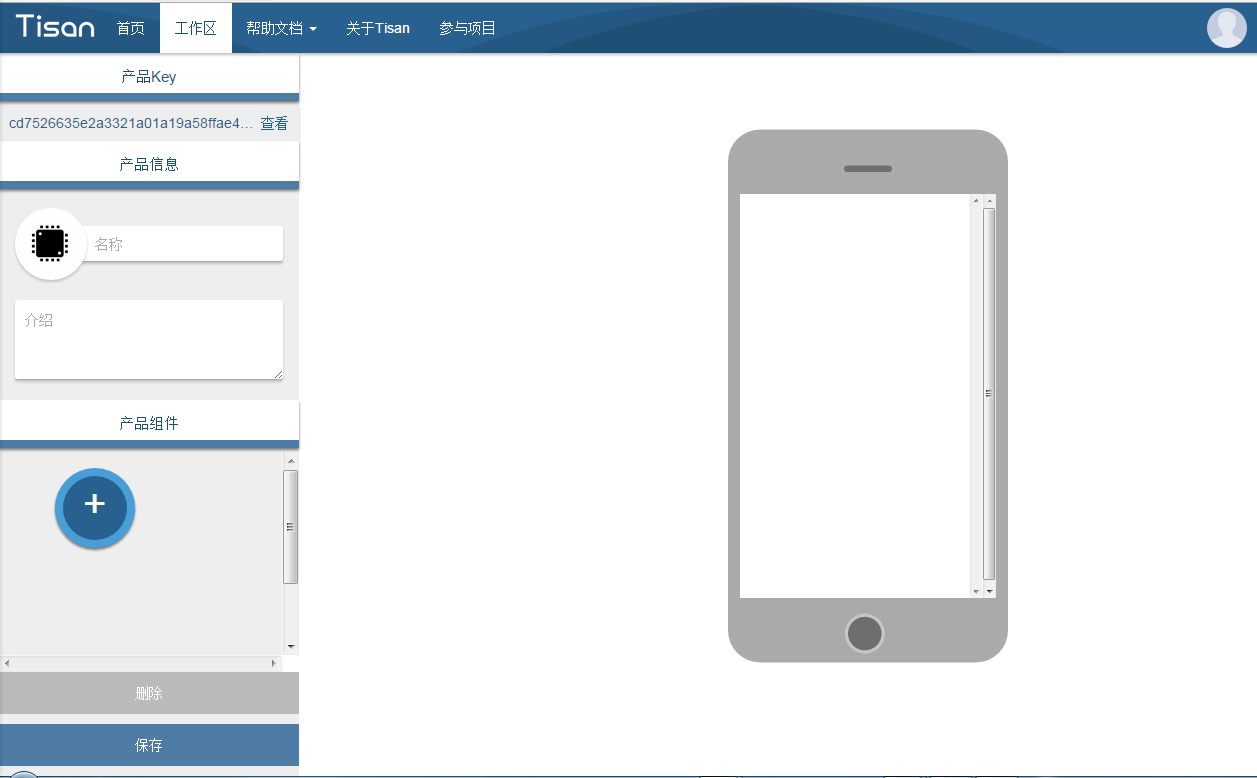 Tisan 首页 工作区 帮助文档 关于Tisan 参与项目
产品Key
cd7526635e2a3321a01a19a58ffae4... 查看
产品信息
名称
介绍
产品组件
+
删除
保存